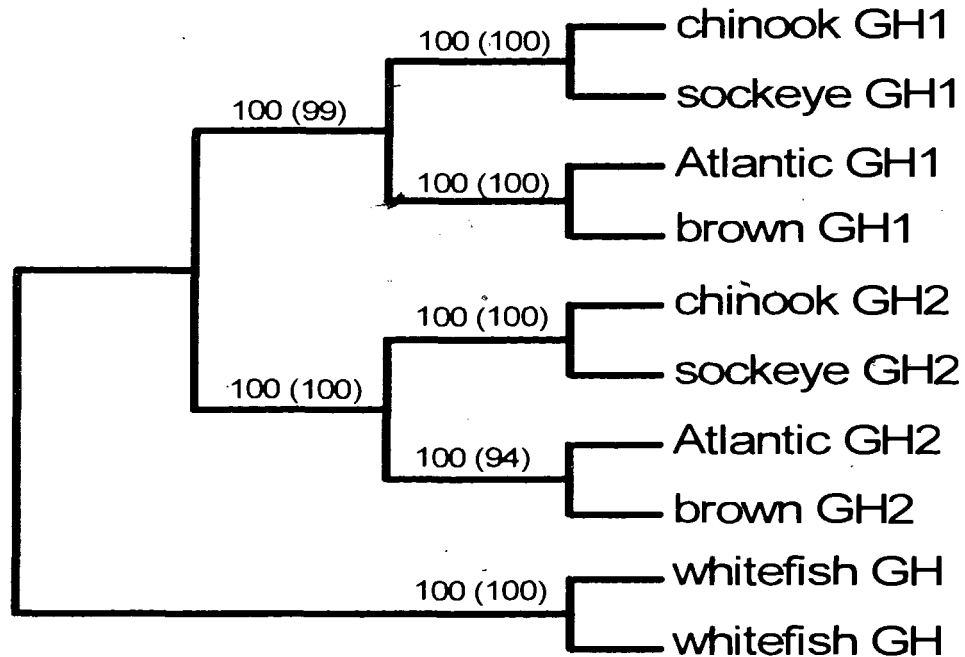 100 (100)
chinook GH1
sockeye GH1
100 (99)
100 (100)
Atlantic GH1
brown GH1
100 (100)
chinook GH2
sockeye GH2
100 (100)
100 (94)
Atlantic GH2
brown GH2
100 (100)
whitefish GH
whitefish GH